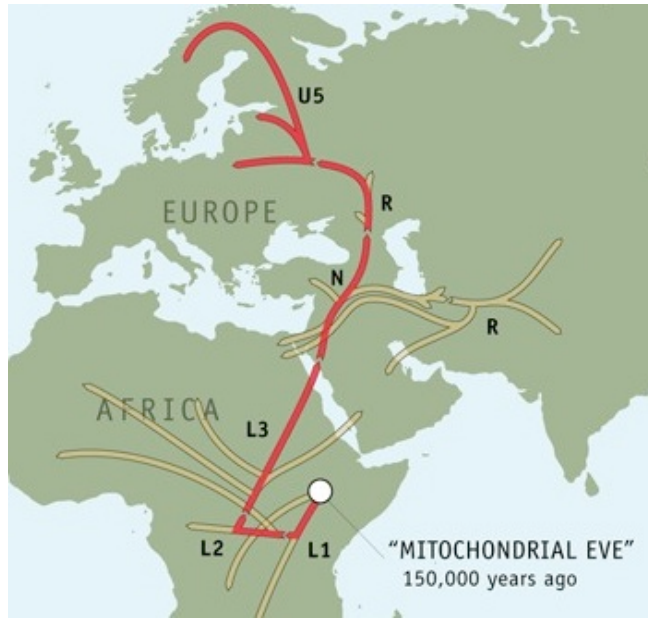 U5
R
EUROPE
N
R
AFRICA
L3
L2
L1
"MITOCHONDRIAL EVE"
150,000 years ago